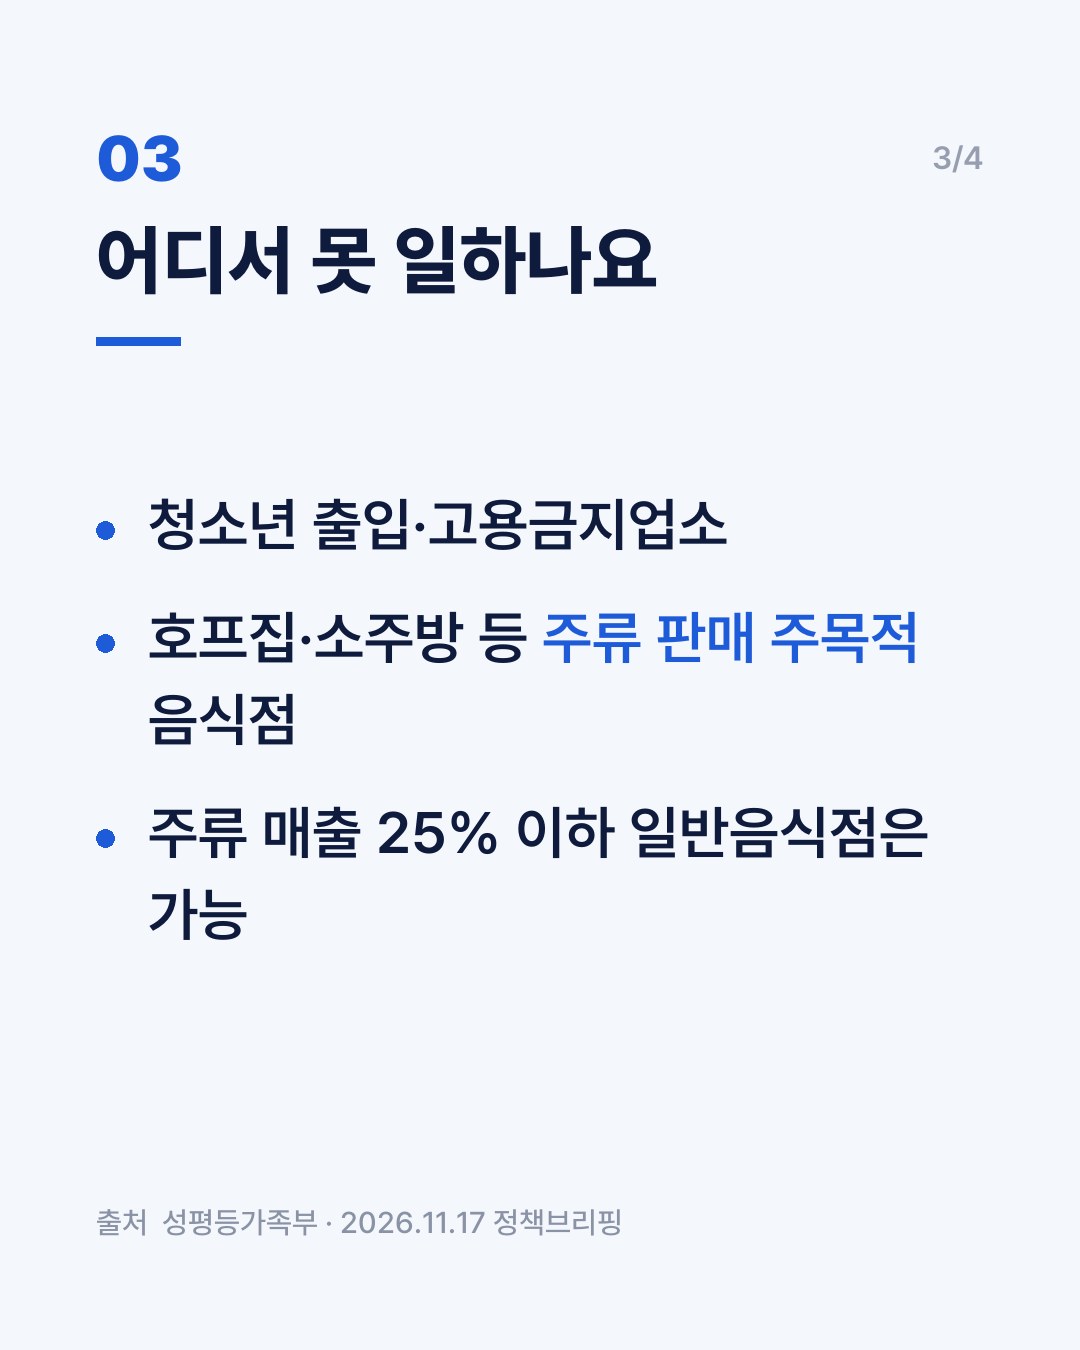 03
3/4
어디서 못 일하나요
청소년 출입·고용금지업소
호프집·소주방 등 주류 판매 주목적
음식점
주류 매출 25% 이하 일반음식점은
가능
출처 성평등가족부 · 2026.11.17 정책브리핑